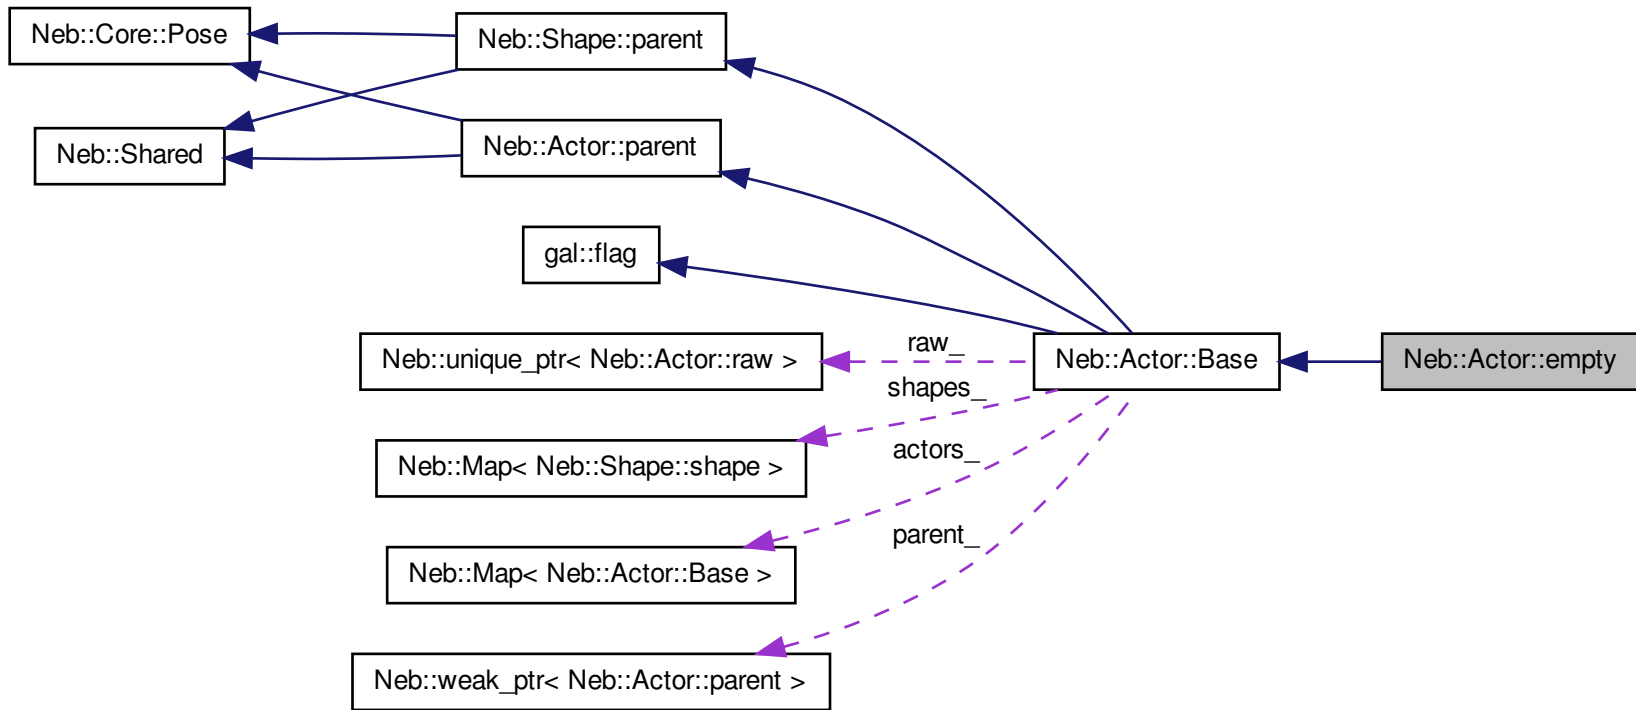 Neb::Core::Pose
Neb::Shape::parent
Neb::Shared
Neb::Actor::parent
gal::flag
Neb::unique_ptr< Neb::Actor::raw >
raw_
Neb::Actor::Base
Neb::Actor::empty
shapes_
Neb::Map< Neb::Shape::shape >
actors_
Neb::Map< Neb::Actor::Base >
parent_
Neb::weak_ptr< Neb::Actor::parent >